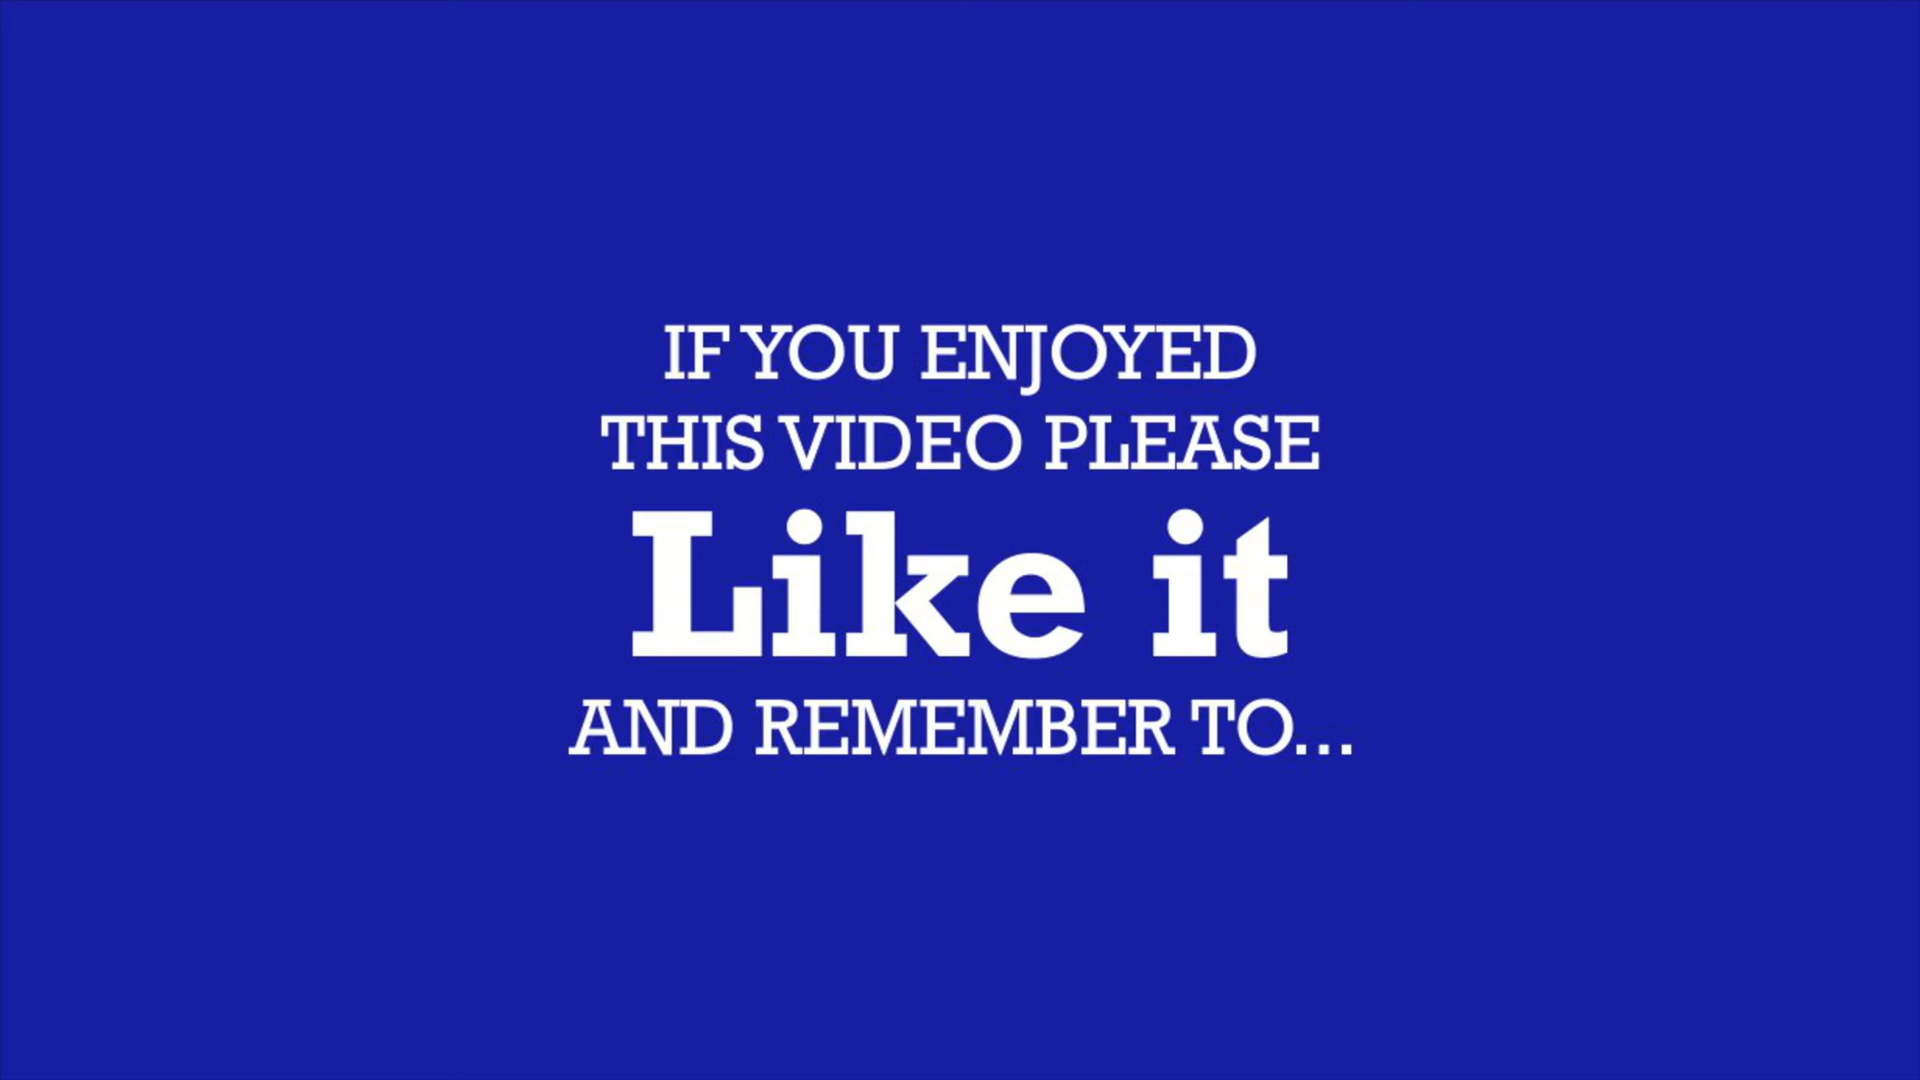 IF YOU ENJOYED
THIS VIDEO PLEASE
Like it
AND REMEMBER TO...